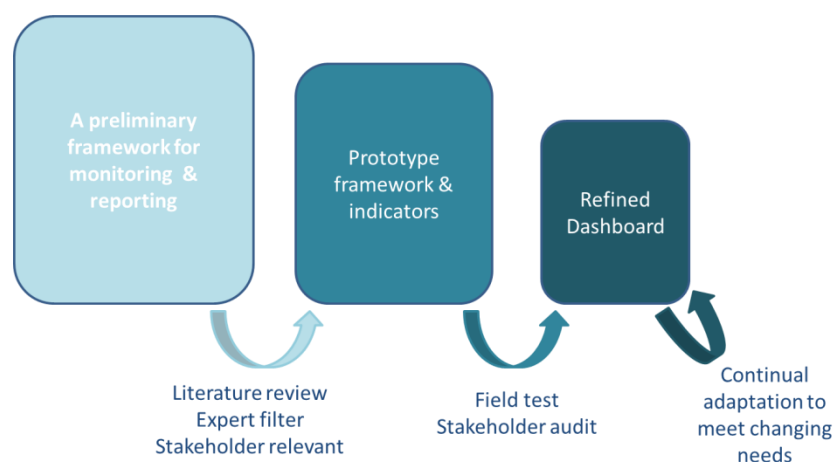 A preliminary
framework for
monitoring &
reporting
Prototype
framework &
indicators
Refined
Dashboard
Literature review
Expert filter
Stakeholder relevant
Field test
Stakeholder audit
Continual
adaptation to
meet changing
needs